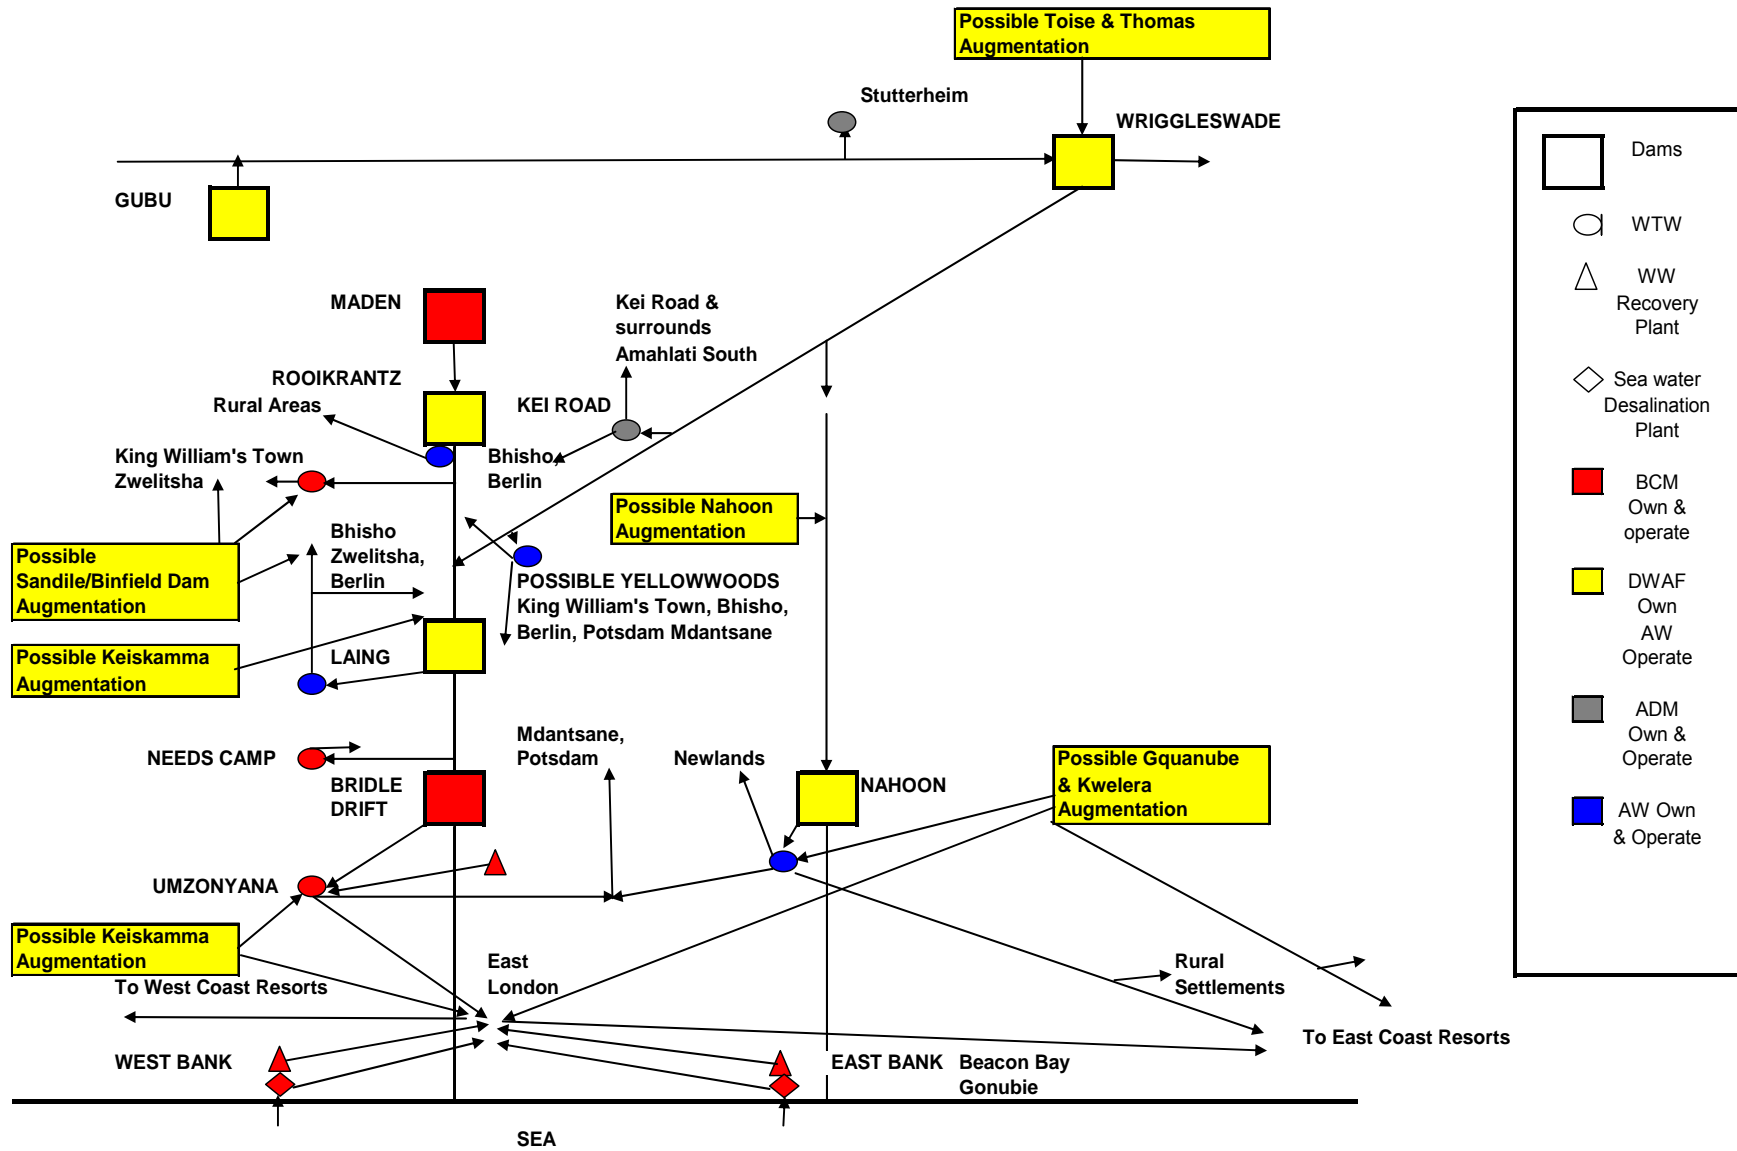 Possible Toise & Thomas
Augmentation
Stutterheim
WRIGGLESWADE
GUBU
MADEN
Kei Road &
surrounds
Amahlati South
ROOIKRANTZ
Rural Areas
KEI ROAD
King William's Town
Zwelitsha
Bhisho,
Berlin
Possible Nahoon
Augmentation
Bhisho
Zwelitsha,
Berlin
Possible
Sandile/Binfield Dam
Augmentation
POSSIBLE YELLOWWOODS
King William's Town, Bhisho,
Berlin, Potsdam Mdantsane
Possible Keiskamma
Augmentation
LAING
NEEDS CAMP
Mdantsane,
Potsdam
Newlands
BRIDLE
DRIFT
NAHOON
Possible Gquanube
& Kwelera
Augmentation
UMZONYANA
Possible Keiskamma
Augmentation
East
London
Rural
Settlements
To West Coast Resorts
To East Coast Resorts
WEST BANK
EAST BANK
Beacon Bay
Gonubie
SEA
Dams
WTW
WW
Recovery
Plant
Sea water
Desalination
Plant
BCM
Own &
operate
DWAF
Own
AW
Operate
ADM
Own &
Operate
AW Own
& Operate